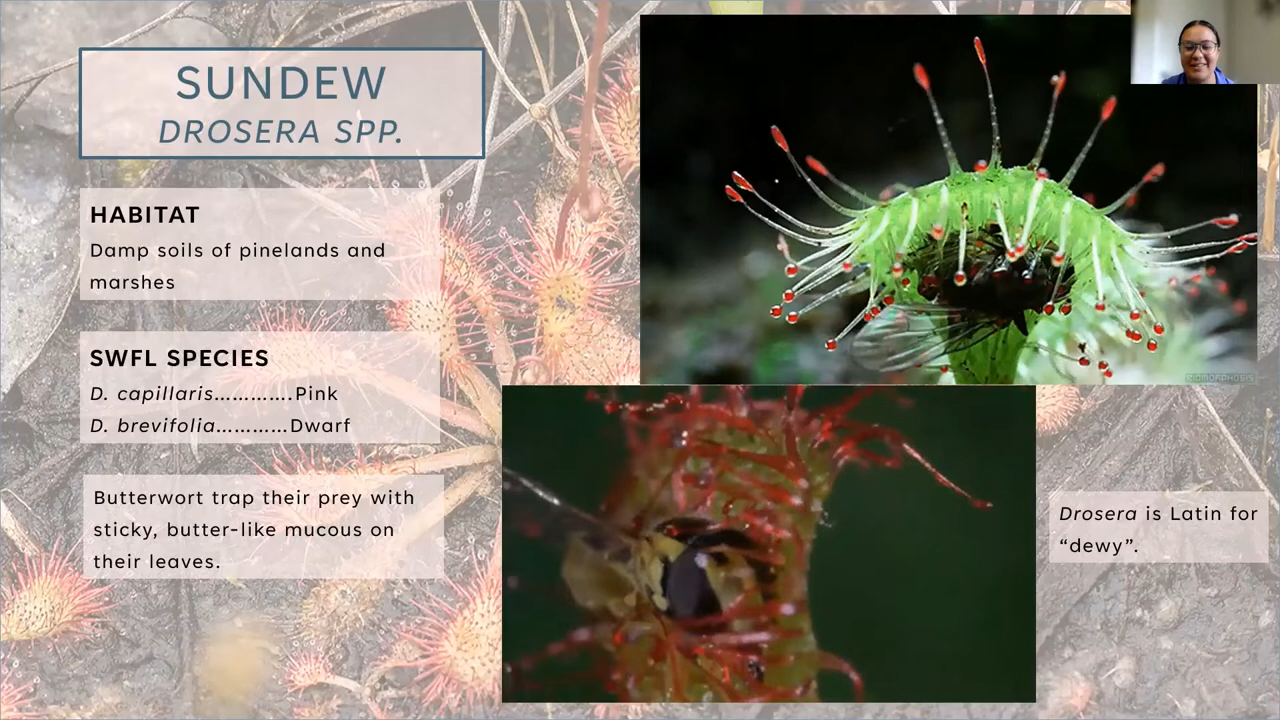 SUNDEW
DROSERA SPP.
HABITAT
Damp soils of pinelands and
marshes
SWFL SPECIES
D. capillaris.............Pink
D. brevifolia............Dwarf
Butterwort trap their prey with
sticky, butter-like mucous on
their leaves.
Drosera is Latin for
“dewy”.